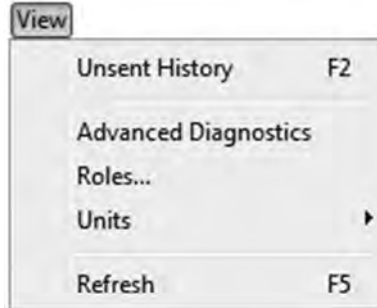 View
Unsent History F2
Advanced Diagnostics
Roles...
Units
Refresh F5